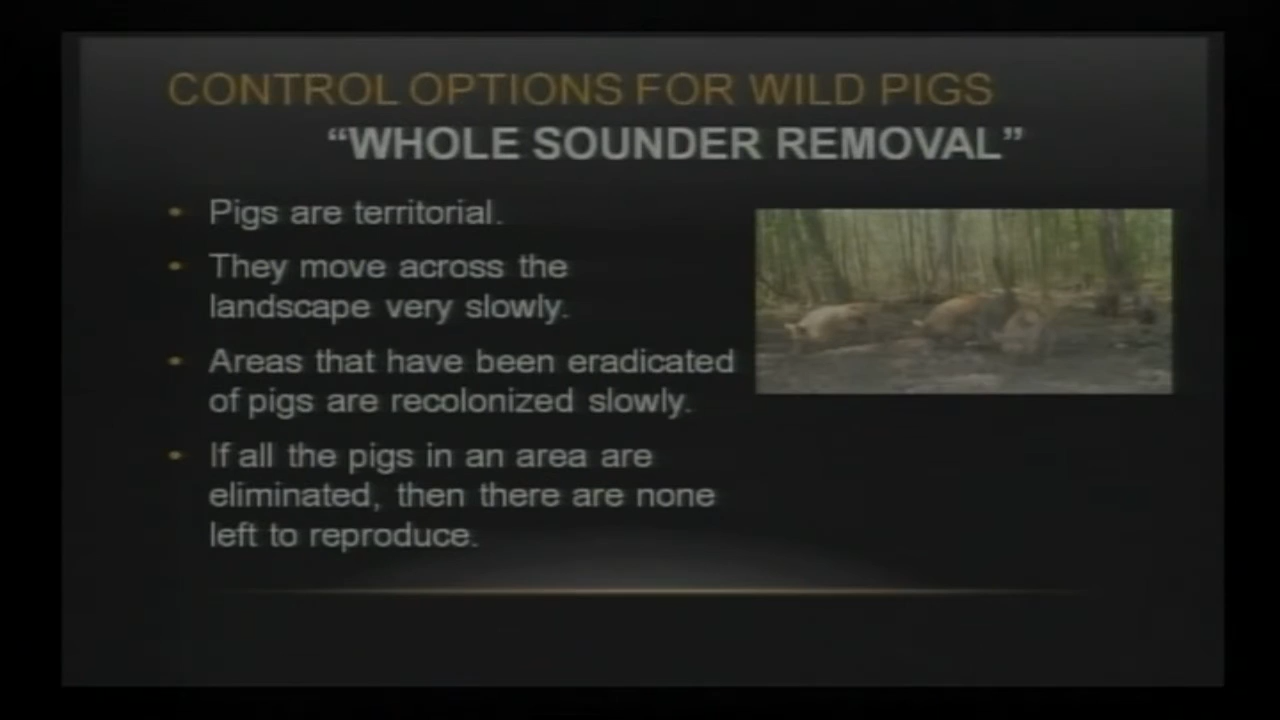 CONTROL OPTIONS FOR WILD PIGS
“WHOLE SOUNDER REMOVAL”
• Pigs are territorial.
• They move across the
landscape very slowly.
• Areas that have been eradicated
of pigs are recolonized slowly.
• If all the pigs in an area are
eliminated, then there are none
left to reproduce.